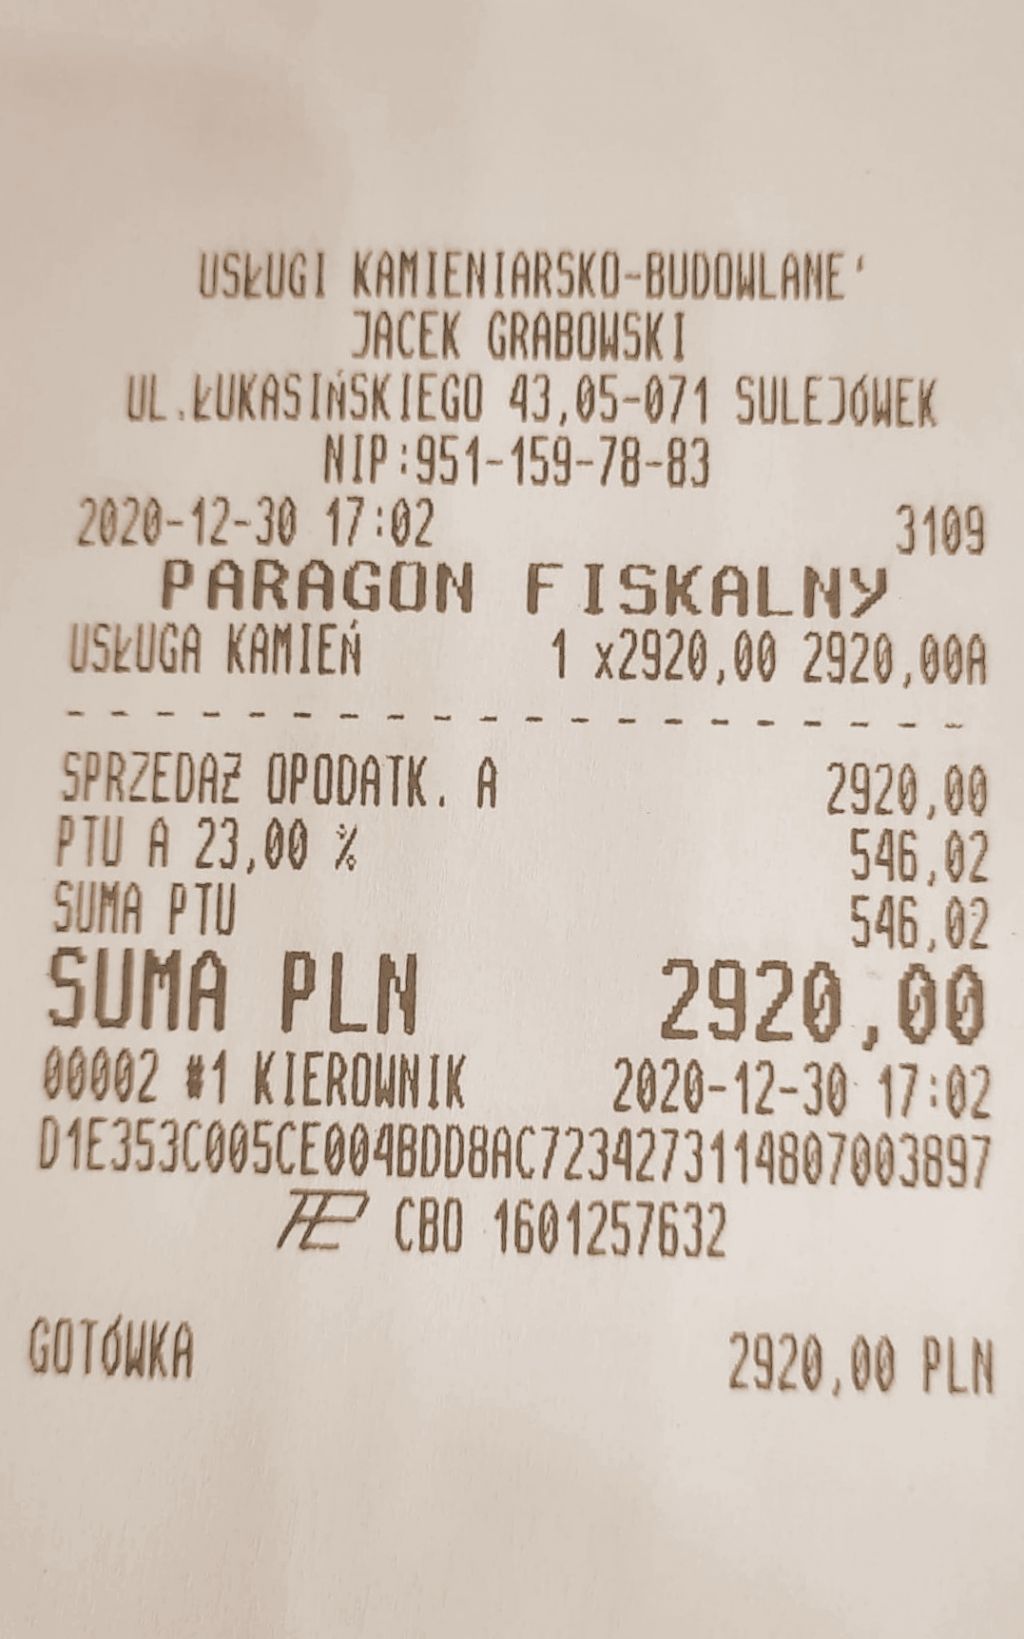 USŁUGI KAMIENIARSKO-BUDOWLANE'
JACEK GRABOWSKI
UL.ŁUKASIŃSKIEGO 43,05-071 SULEJÓWEK
NIP:951-159-78-83
2020-12-30 17:02 3109
PARAGON FISKALNY
USŁUGA KAMIEŃ 1 x2920,00 2920,00A
- - - - - - - - - - - - - - - - - - - -
SPRZEDAŻ OPODATK. A 2920,00
PTU A 23,00 % 546,02
SUMA PTU 546,02
SUMA PLN 2920,00
00002 #1 KIEROWNIK 2020-12-30 17:02
D1E353C005CE004BDD8AC7234273114807003897
CBO 1601257632
GOTÓWKA 2920,00 PLN